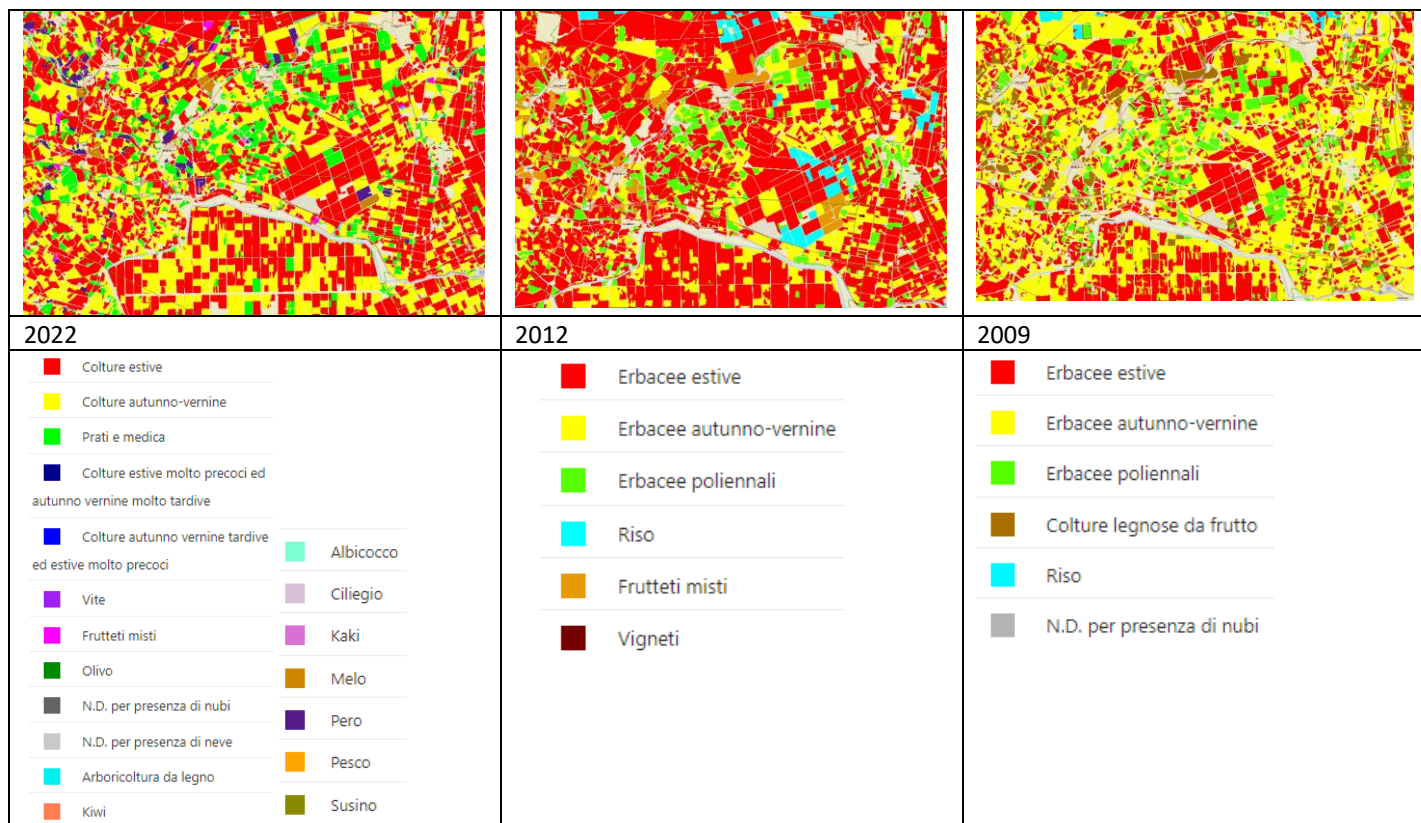 2022
2012
2009
Colture estive
Colture autunno-vernine
Prati e medica
Colture estive molto precoci ed
autunno vernine molto tardive
Colture autunno vernine tardive
ed estive molto precoci
Vite
Frutteti misti
Olivo
N.D. per presenza di nubi
N.D. per presenza di neve
Arboricoltura da legno
Kiwi
Albicocco
Ciliegio
Kaki
Melo
Pero
Pesco
Susino
Erbacee estive
Erbacee autunno-vernine
Erbacee poliennali
Riso
Frutteti misti
Vigneti
Erbacee estive
Erbacee autunno-vernine
Erbacee poliennali
Colture legnose da frutto
Riso
N.D. per presenza di nubi